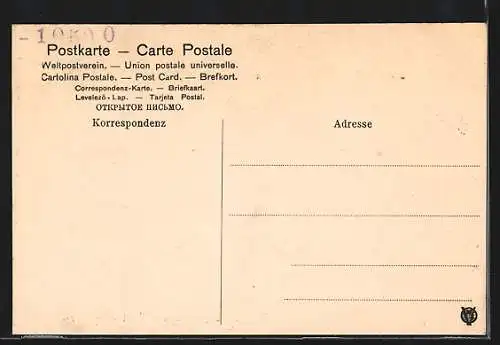 Postkarte — Carte Postale
Weltpostverein. — Union postale universelle.
Cartolina Postale. — Post Card. — Brefkort.
Correspondenz-Karte. — Briefkaart.
Levelezö-Lap. — Tarjeta Postal.
ОТКРЫТОЕ ПИСЬМО.
Korrespondenz
Adresse